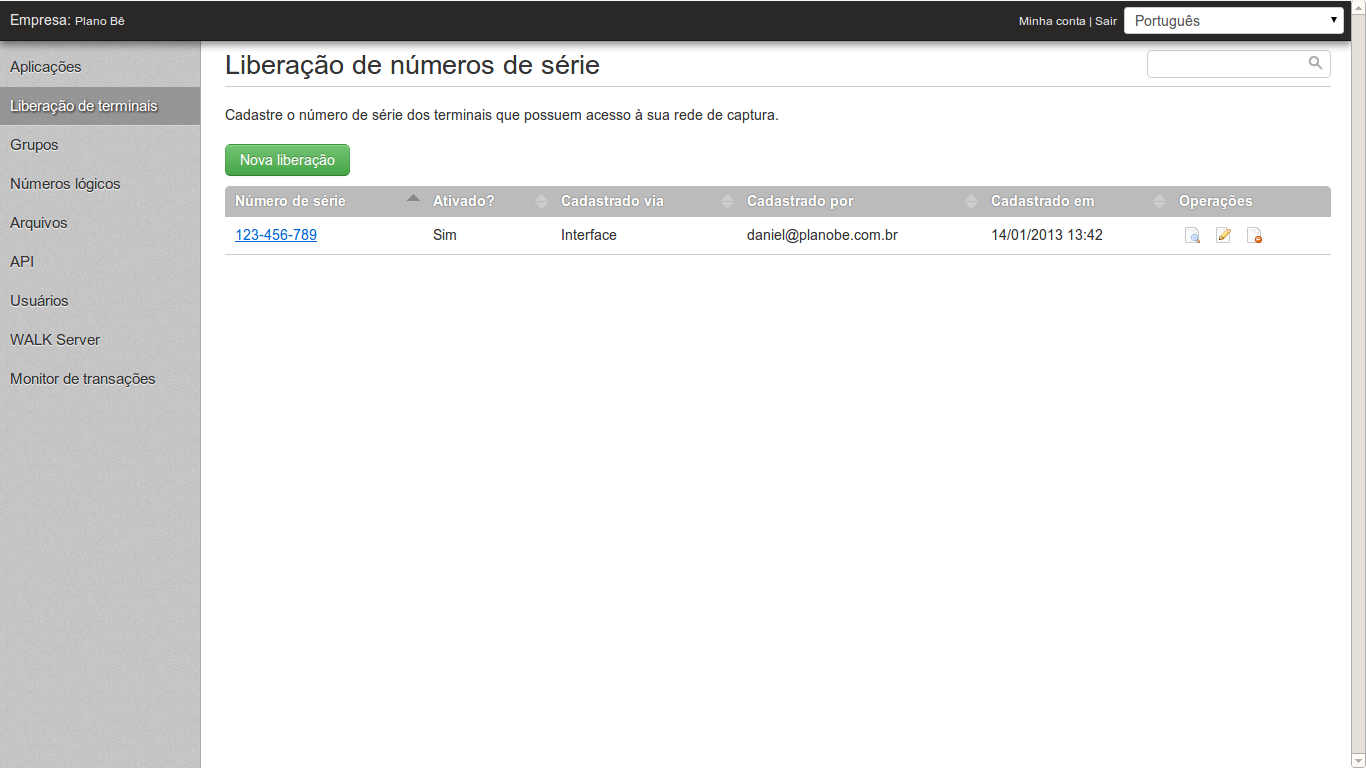 Empresa: Plano Bê
Minha conta | Sair
Português
Aplicações
Liberação de terminais
Grupos
Números lógicos
Arquivos
API
Usuários
WALK Server
Monitor de transações
Liberação de números de série
Cadastre o número de série dos terminais que possuem acesso à sua rede de captura.
Nova liberação
Número de série Ativado? Cadastrado via Cadastrado por Cadastrado em Operações
123-456-789 Sim Interface daniel@planobe.com.br 14/01/2013 13:42